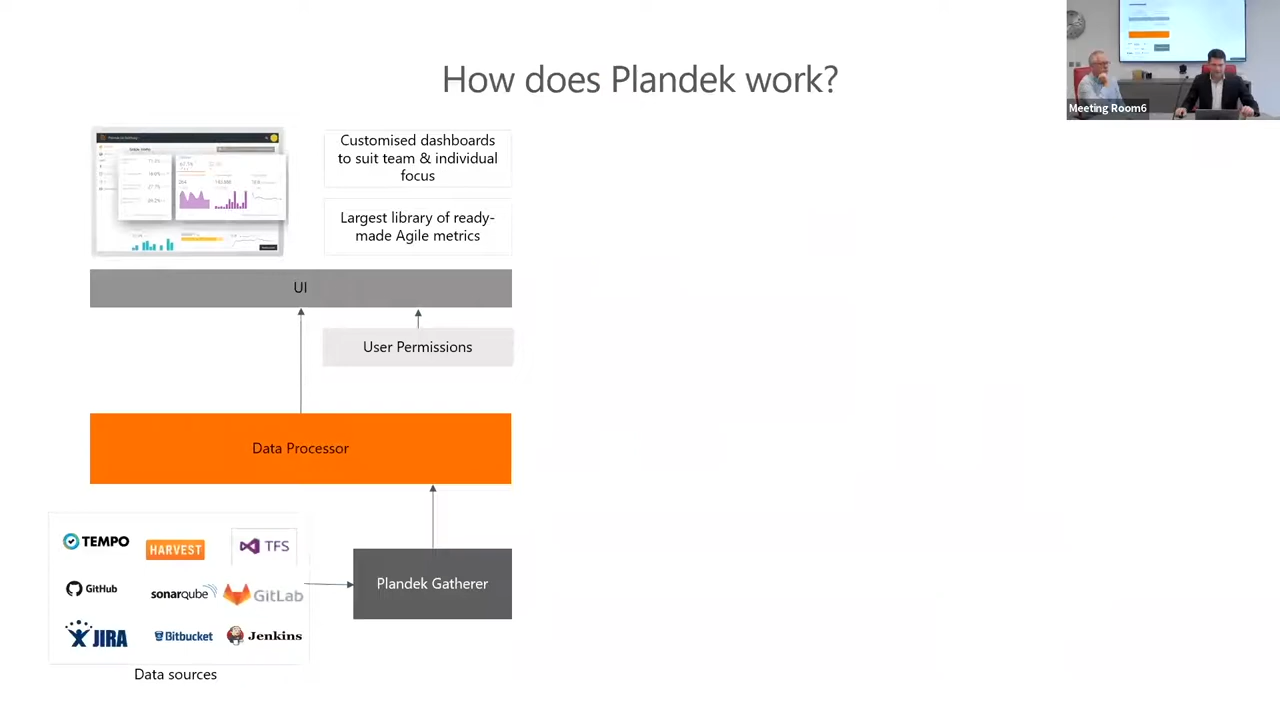 How does Plandek work?
Meeting Room6
Customised dashboards
to suit team & individual
focus
Largest library of ready-
made Agile metrics
UI
User Permissions
Data Processor
TEMPO
HARVEST
TFS
GitHub
sonarqube
GitLab
Plandek Gatherer
JIRA
Bitbucket
Jenkins
Data sources